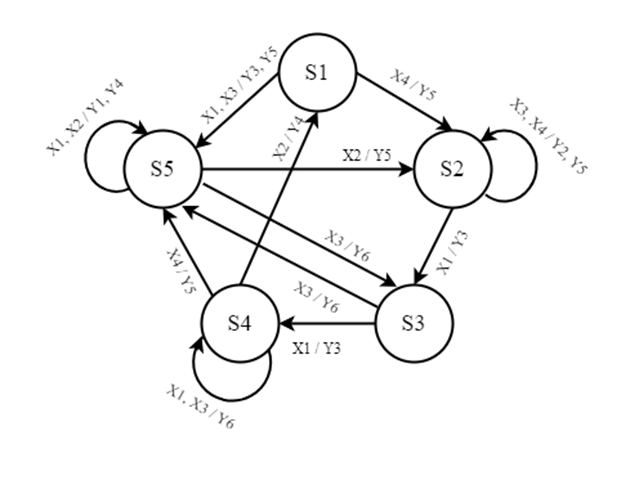 S1
X1, X3 / Y3, Y5
X4 / Y5
X1, X2 / Y1, Y4
X3, X4 / Y2, Y5
X2 / Y4
X2 / Y5
S5
S2
X3 / Y6
X1 / Y3
X4 / Y5
X3 / Y6
S4
S3
X1 / Y3
X1, X3 / Y6